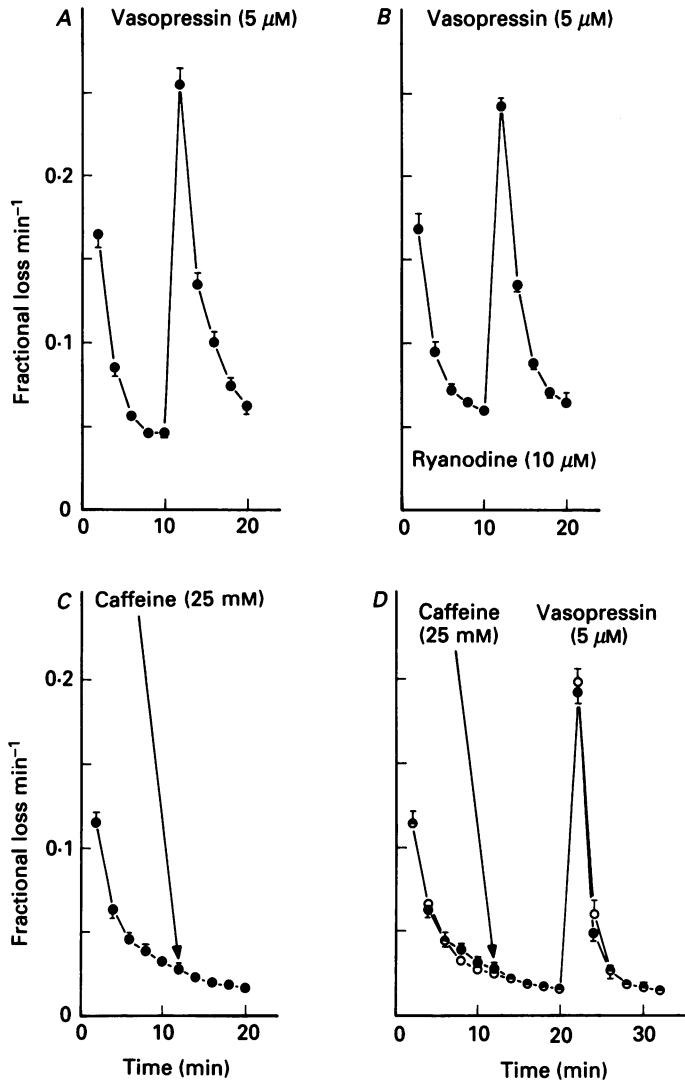 A Vasopressin (5 μM)
B Vasopressin (5 μM)
Fractional loss min⁻¹
0·2
0·1
0
0 10 20
Ryanodine (10 μM)
0 10 20
C Caffeine (25 mM)
D Caffeine
(25 mM)
Vasopressin
(5 μM)
Fractional loss min⁻¹
0·2
0·1
0
0 10 20
Time (min)
0 10 20 30
Time (min)